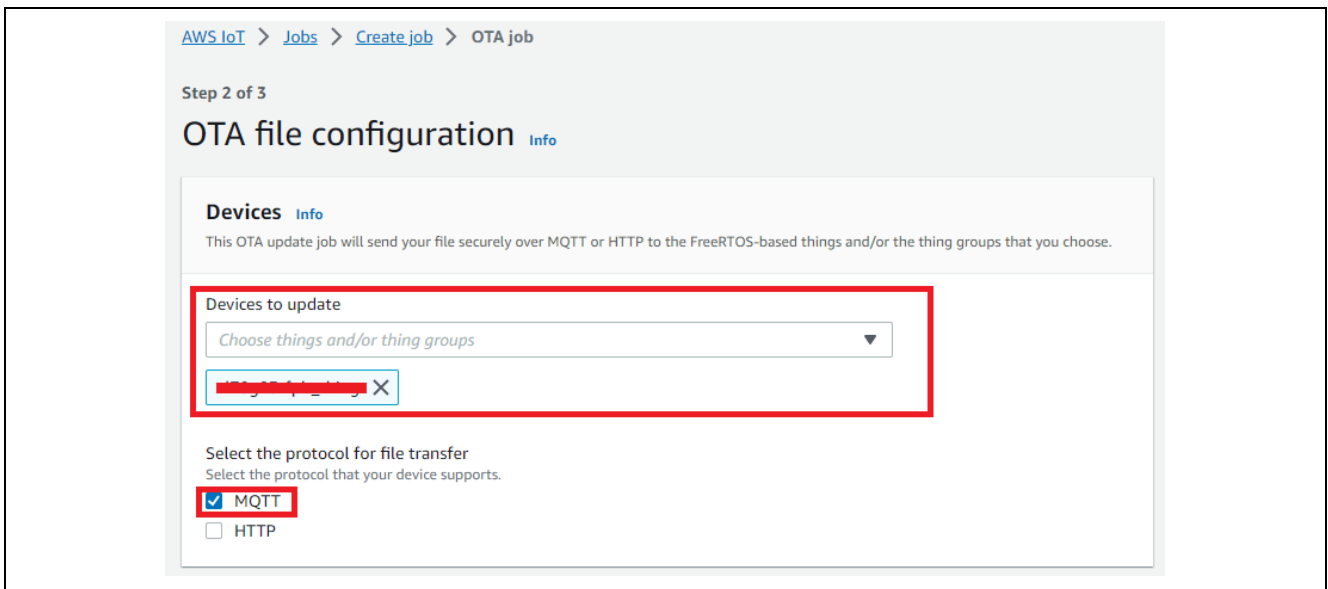 AWS IoT > Jobs > Create job > OTA job
Step 2 of 3
OTA file configuration Info
Devices Info
This OTA update job will send your file securely over MQTT or HTTP to the FreeRTOS-based things and/or the thing groups that you choose.
Devices to update
Choose things and/or thing groups
Select the protocol for file transfer
Select the protocol that your device supports.
MQTT
HTTP